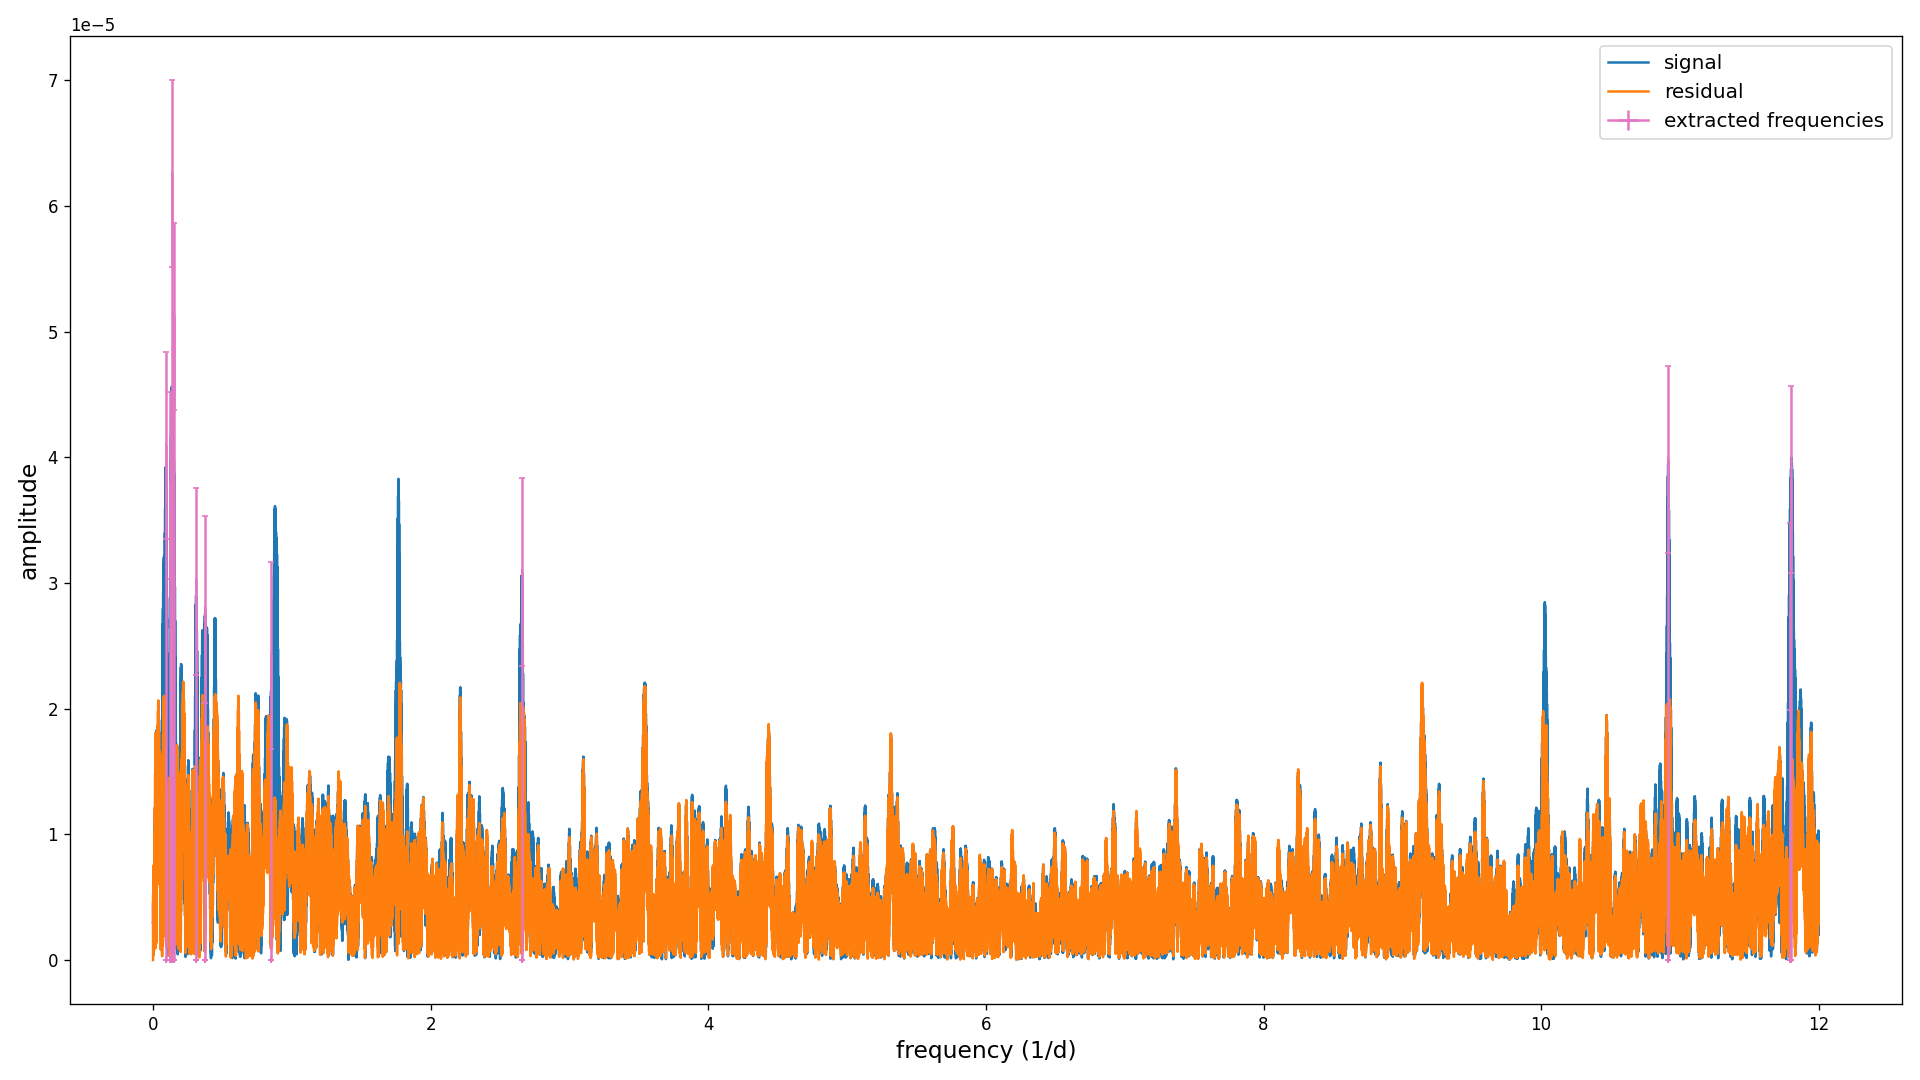 1e−5
7
6
5
4
3
2
1
0
amplitude
signal
residual
extracted frequencies
0 2 4 6 8 10 12
frequency (1/d)